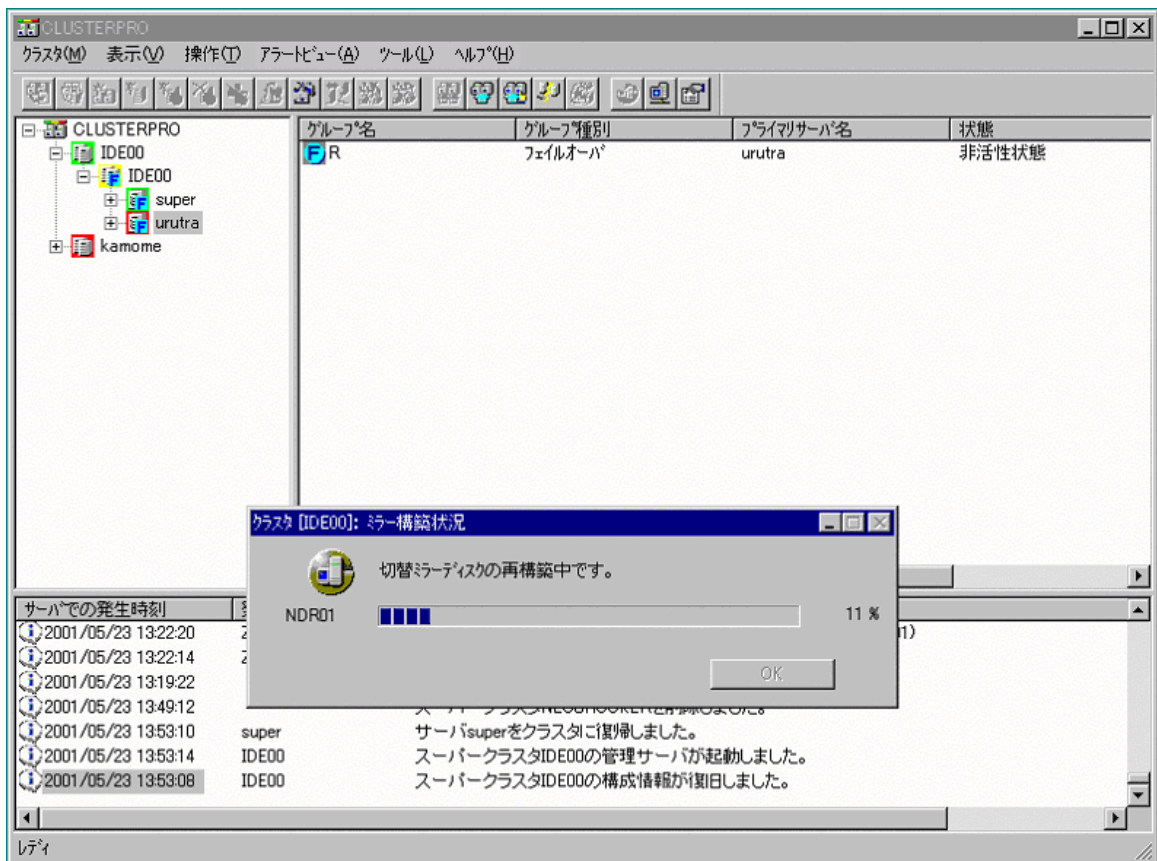 CLUSTERPRO
クラスタ(M) 表示(V) 操作(T) アラートビュー(A) ツール(L) ヘルプ(H)
CLUSTERPRO
IDE00
IDE00
super
urutra
kamome
グループ名 グループ種別 プライマリサーバ名 状態
F R フェイルオーバ urutra 非活性状態
クラスタ [IDE00]: ミラー構築状況
切替ミラーディスクの再構築中です。
NDR01 11 %
OK
サーバでの発生時刻
2001/05/23 13:22:20 1)
2001/05/23 13:22:14
2001/05/23 13:19:22
2001/05/23 13:49:12
2001/05/23 13:53:10 super サーバsuperをクラスタに復帰しました。
2001/05/23 13:53:14 IDE00 スーパークラスタIDE00の管理サーバが起動しました。
2001/05/23 13:53:08 IDE00 スーパークラスタIDE00の構成情報が復旧しました。
レディ